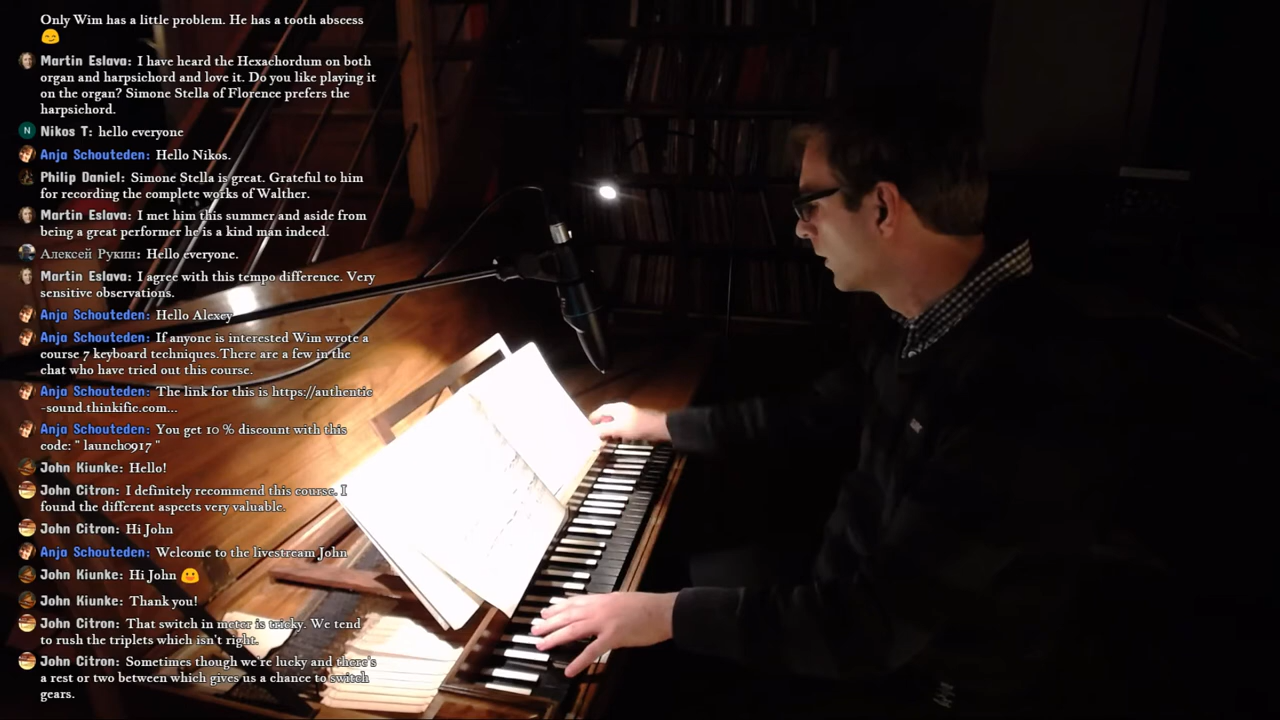 Only Wim has a little problem. He has a tooth abscess
Martin Eslava: I have heard the Hexachordum on both
organ and harpsichord and love it. Do you like playing it
on the organ? Simone Stella of Florence prefers the
harpsichord.
N Nikos T: hello everyone
Anja Schouteden: Hello Nikos.
Philip Daniel: Simone Stella is great. Grateful to him
for recording the complete works of Walther.
Martin Eslava: I met him this summer and aside from
being a great performer he is a kind man indeed.
Алексей Рукин: Hello everyone.
Martin Eslava: I agree with this tempo difference. Very
sensitive observations.
Anja Schouteden: Hello Alexey
Anja Schouteden: If anyone is interested Wim wrote a
course 7 keyboard techniques.There are a few in the
chat who have tried out this course.
Anja Schouteden: The link for this is https://authentic
-sound.thinkific.com...
Anja Schouteden: You get 10 % discount with this
code: " launch0917 "
John Kiunke: Hello!
John Citron: I definitely recommend this course. I
found the different aspects very valuable.
John Citron: Hi John
Anja Schouteden: Welcome to the livestream John
John Kiunke: Hi John
John Kiunke: Thank you!
John Citron: That switch in meter is tricky. We tend
to rush the triplets which isn't right.
John Citron: Sometimes though we're lucky and there's
a rest or two between which gives us a chance to switch
gears.